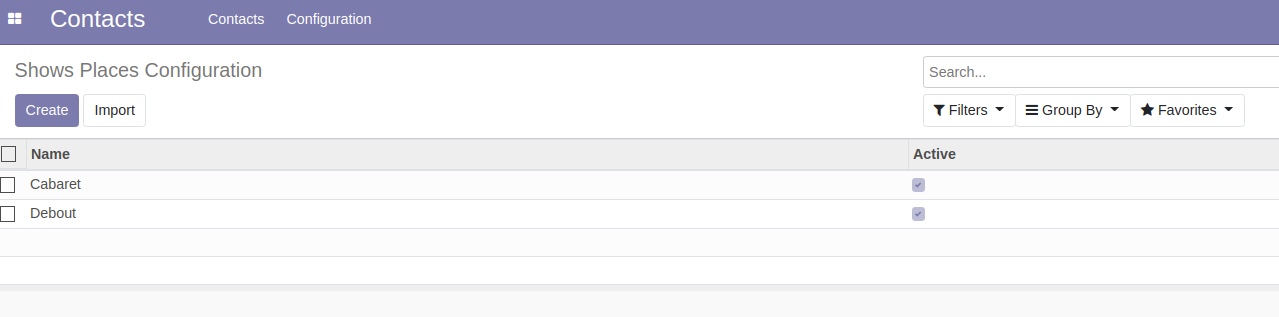 Contacts Contacts Configuration
Shows Places Configuration
Search...
Create Import Filters Group By Favorites
Name Active
Cabaret
Debout